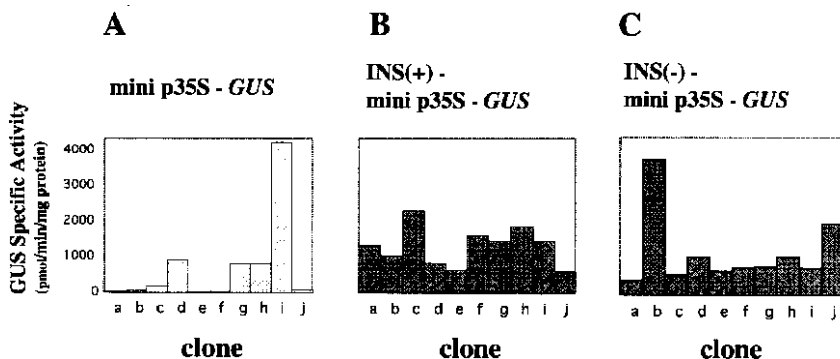 A
mini p35S - GUS
GUS Specific Activity
(pmol/min/mg protein)
4000
3000
2000
1000
0
a b c d e f g h i j
clone
B
INS(+) -
mini p35S - GUS
a b c d e f g h i j
clone
C
INS(-) -
mini p35S - GUS
a b c d e f g h i j
clone